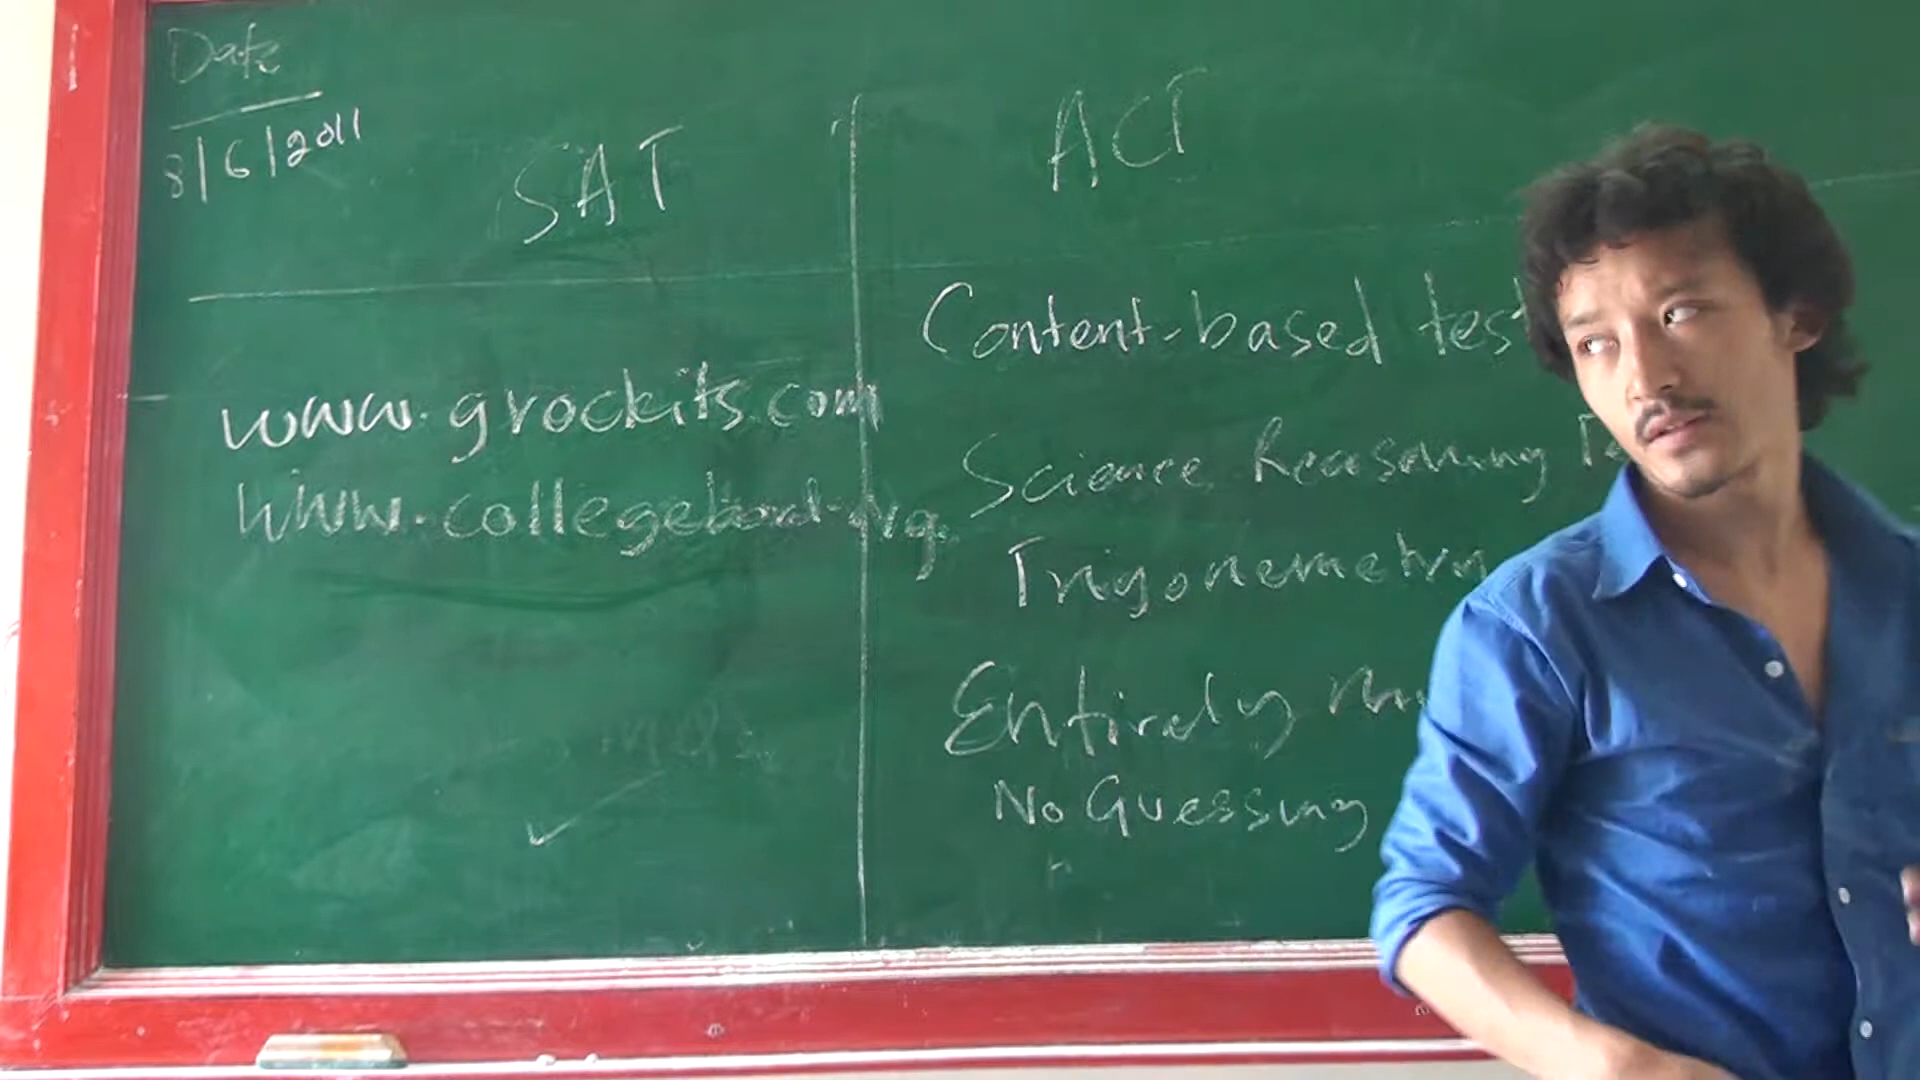 Date
8/6/2011
SAT
ACT
www.grockits.com
www.collegeboard.org
Content-based test
Science Reasoning
Trigonemetry
Entirely
No Guessing